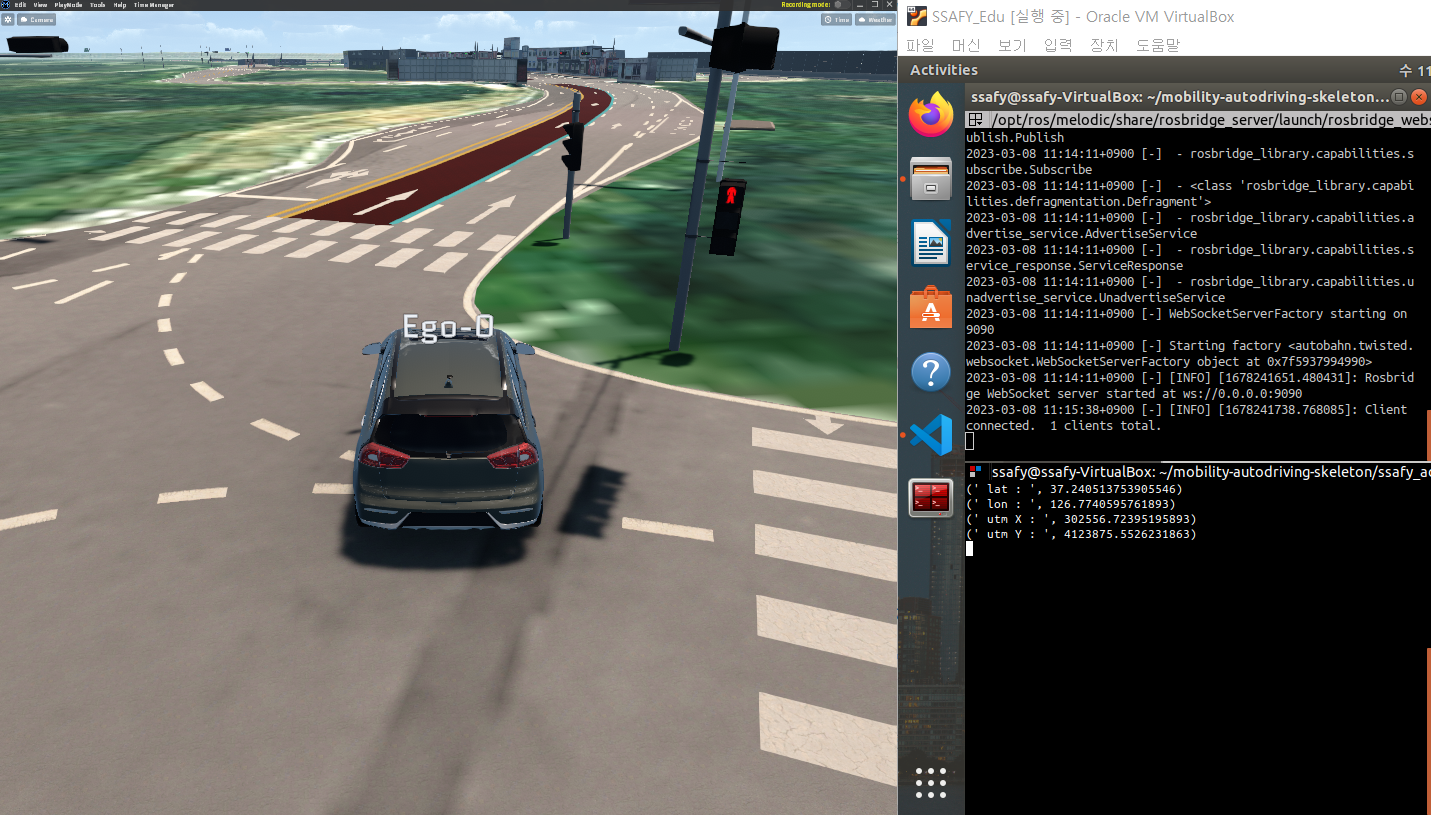 Edit View PlayMode Tools Help Time Manager
Recording mode:
Camera
Time
Weather
Ego-0
SSAFY_Edu [실행 중] - Oracle VM VirtualBox
파일 머신 보기 입력 장치 도움말
Activities
수 11
ssafy@ssafy-VirtualBox: ~/mobility-autodriving-skeleton...
/opt/ros/melodic/share/rosbridge_server/launch/rosbridge_webs
ublish.Publish
2023-03-08 11:14:11+0900 [-]  - rosbridge_library.capabilities.s
ubscribe.Subscribe
2023-03-08 11:14:11+0900 [-]  - <class 'rosbridge_library.capabi
lities.defragmentation.Defragment'>
2023-03-08 11:14:11+0900 [-]  - rosbridge_library.capabilities.a
dvertise_service.AdvertiseService
2023-03-08 11:14:11+0900 [-]  - rosbridge_library.capabilities.s
ervice_response.ServiceResponse
2023-03-08 11:14:11+0900 [-]  - rosbridge_library.capabilities.u
nadvertise_service.UnadvertiseService
2023-03-08 11:14:11+0900 [-] WebSocketServerFactory starting on
9090
2023-03-08 11:14:11+0900 [-] Starting factory <autobahn.twisted.
websocket.WebSocketServerFactory object at 0x7f5937994990>
2023-03-08 11:14:11+0900 [-] [INFO] [1678241651.480431]: Rosbrid
ge WebSocket server started at ws://0.0.0.0:9090
2023-03-08 11:15:38+0900 [-] [INFO] [1678241738.768085]: Client
connected.  1 clients total.
ssafy@ssafy-VirtualBox: ~/mobility-autodriving-skeleton/ssafy_a
(' lat : ', 37.240513753905546)
(' lon : ', 126.7740595761893)
(' utm X : ', 302556.72395195893)
(' utm Y : ', 4123875.5526231863)